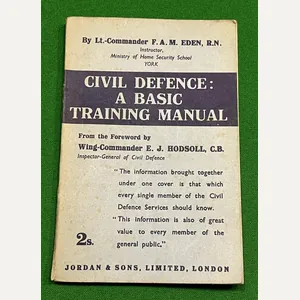 By Lt.-Commander F. A. M. EDEN, R.N.
Instructor,
Ministry of Home Security School
YORK
CIVIL DEFENCE:
A BASIC
TRAINING MANUAL
From the Foreword by
Wing-Commander E. J. HODSOLL, C.B.
Inspector-General of Civil Defence
"The information brought together
under one cover is that which
every single member of the Civil
Defence Services should know.
"This information is also of great
value to every member of the
general public."
2s.
JORDAN & SONS, LIMITED, LONDON